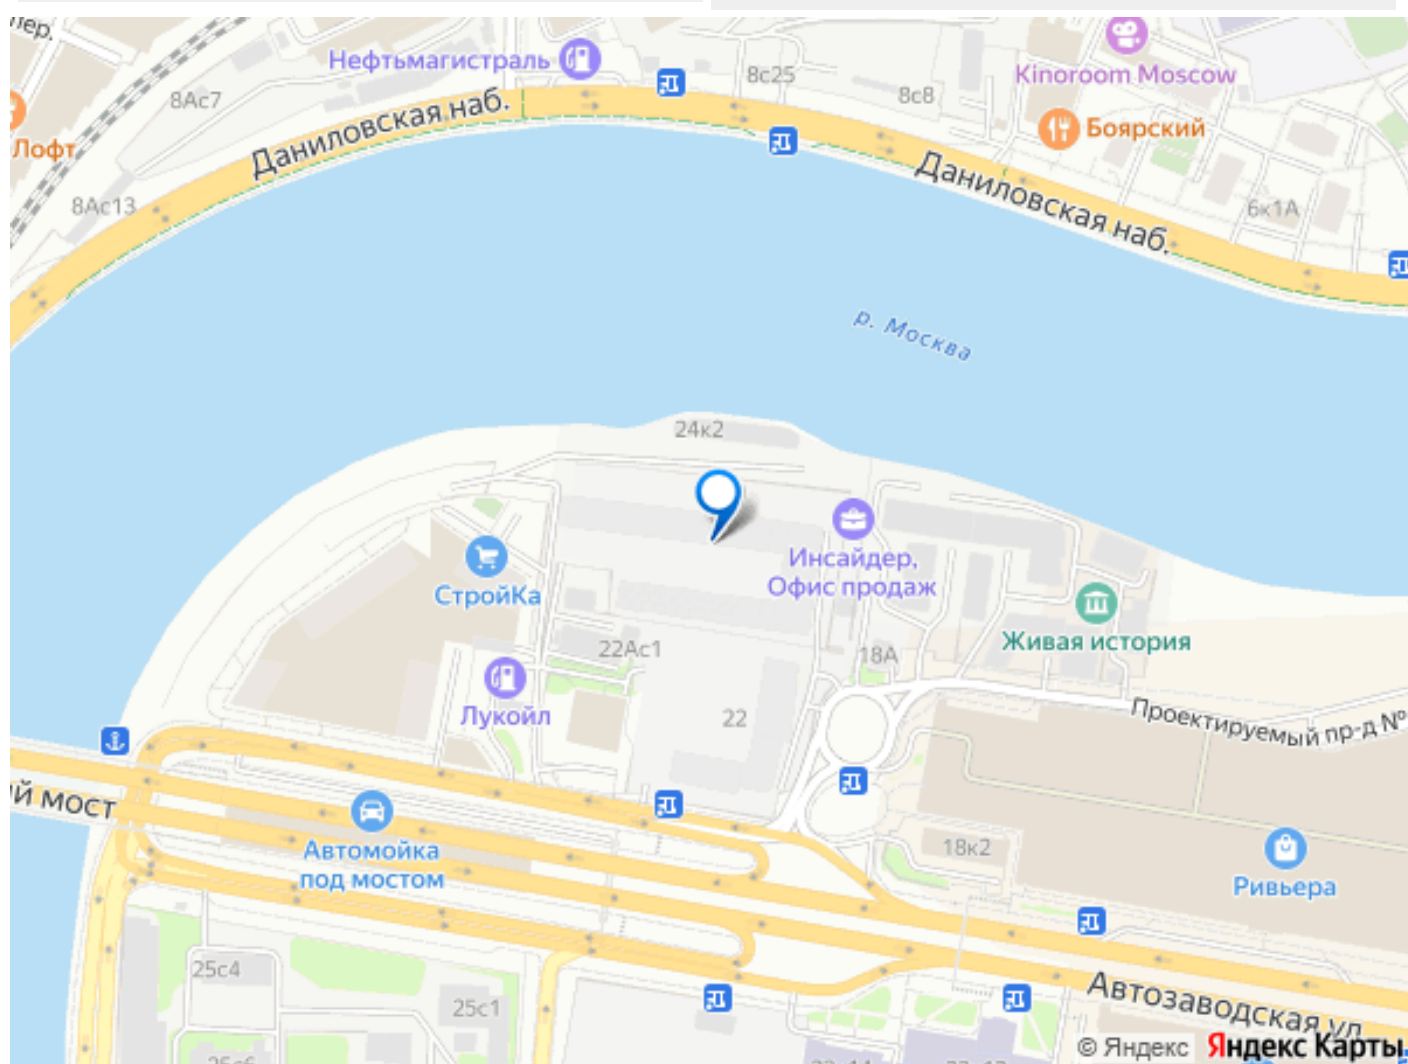 пер.
Нефтьмагистраль
8с25
Kinoroom Moscow
8Ас7
8с8
Даниловская наб.
Боярский
Лофт
Даниловская наб.
8Ас13
6к1А
р. Москва
24к2
Инсайдер,
Офис продаж
СтройКа
Живая история
22Ас1
18А
Лукойл
22
Проектируемый пр-д №
й мост
Автомойка
под мостом
18к2
Ривьера
25с4
25с1
Автозаводская ул.
© Яндекс Яндекс Карты